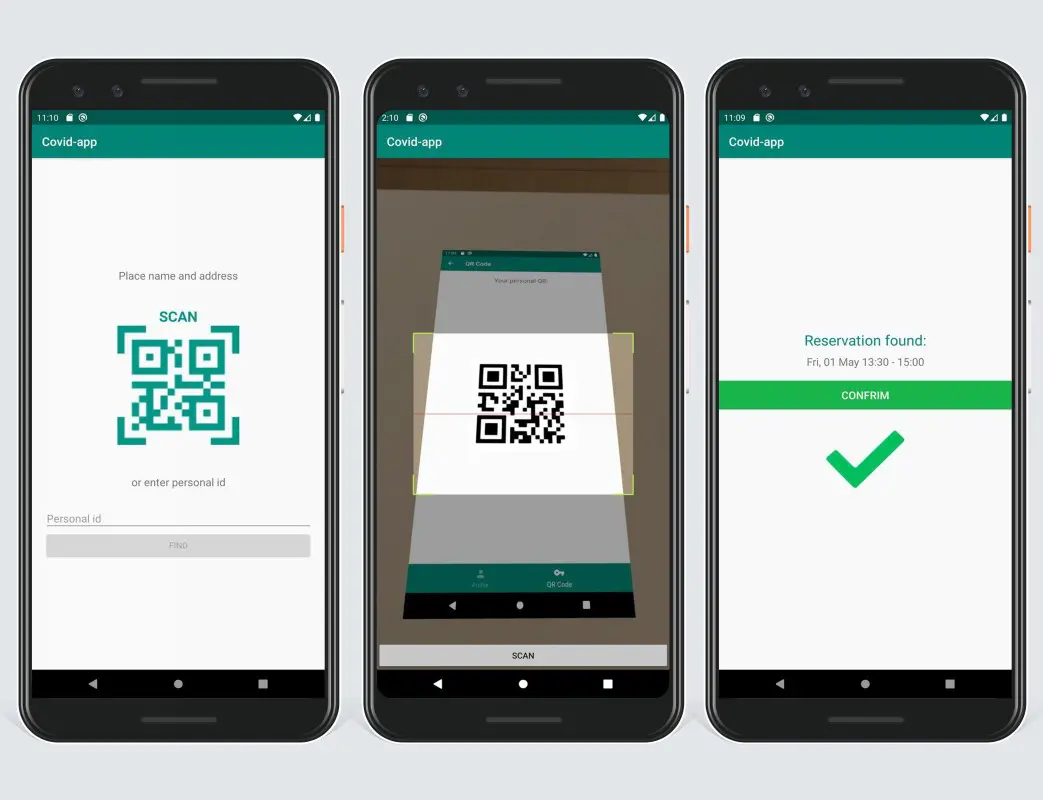 11:10
Covid-app
Place name and address
SCAN
or enter personal id
Personal id
FIND
2:10
Covid-app
QR Code
Your personal QR:
Profile
QR Code
SCAN
11:09
Covid-app
Reservation found:
Fri, 01 May 13:30 - 15:00
CONFRIM